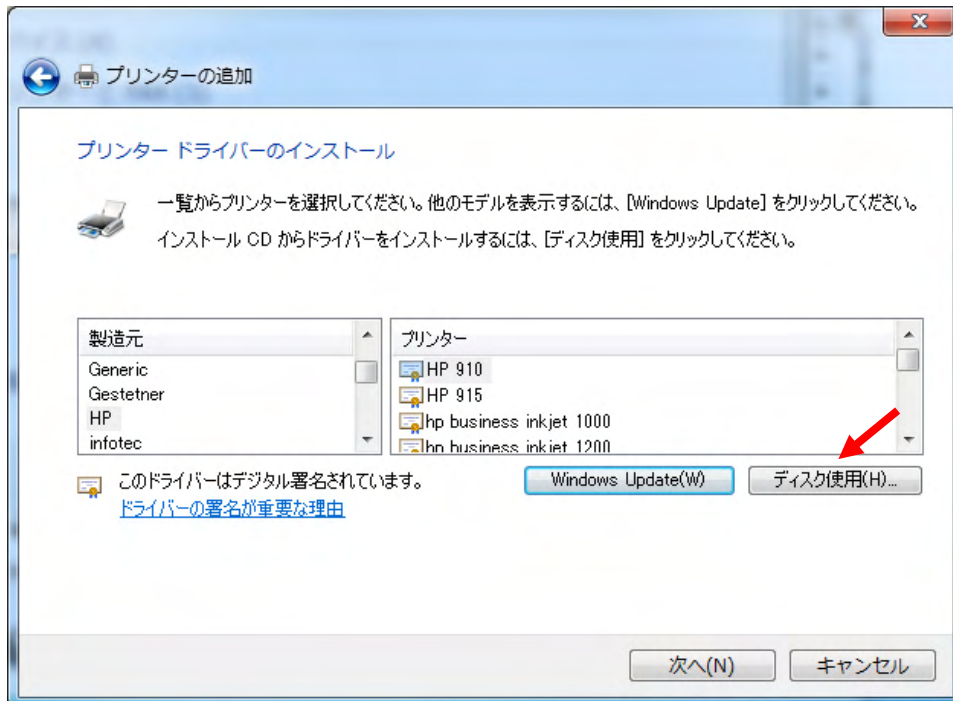 プリンターの追加
プリンター ドライバーのインストール
一覧からプリンターを選択してください。他のモデルを表示するには、[Windows Update] をクリックしてください。
インストール CD からドライバーをインストールするには、[ディスク使用] をクリックしてください。
製造元
Generic
Gestetner
HP
infotec
プリンター
HP 910
HP 915
hp business inkjet 1000
hp business inkjet 1200
このドライバーはデジタル署名されています。
ドライバーの署名が重要な理由
Windows Update(W)
ディスク使用(H)...
次へ(N)
キャンセル